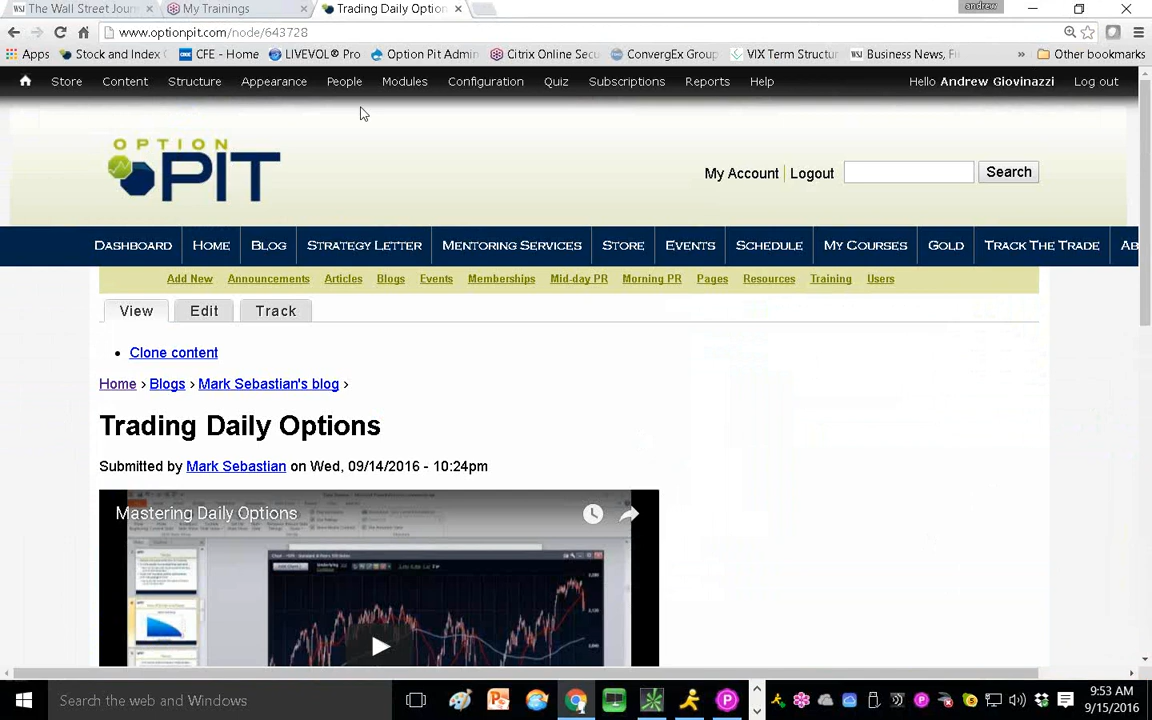 The Wall Street Jour
My Trainings
Trading Daily Option
andrew
www.optionpit.com/node/643728
Apps
Stock and Index
CFE - Home
LIVEVOL® Pro
Option Pit Admin
Citrix Online Secu
ConvergEx Group
VIX Term Structur
Business News, Fi
»
Other bookmarks
Store
Content
Structure
Appearance
People
Modules
Configuration
Quiz
Subscriptions
Reports
Help
Hello Andrew Giovinazzi
Log out
OPTION
PIT
My Account
Logout
Search
DASHBOARD
HOME
BLOG
STRATEGY LETTER
MENTORING SERVICES
STORE
EVENTS
SCHEDULE
MY COURSES
GOLD
TRACK THE TRADE
AB
Add New
Announcements
Articles
Blogs
Events
Memberships
Mid-day PR
Morning PR
Pages
Resources
Training
Users
View
Edit
Track
• Clone content
Home › Blogs › Mark Sebastian's blog ›
Trading Daily Options
Submitted by Mark Sebastian on Wed, 09/14/2016 - 10:24pm
Mastering Daily Options
Search the web and Windows
9:53 AM
9/15/2016